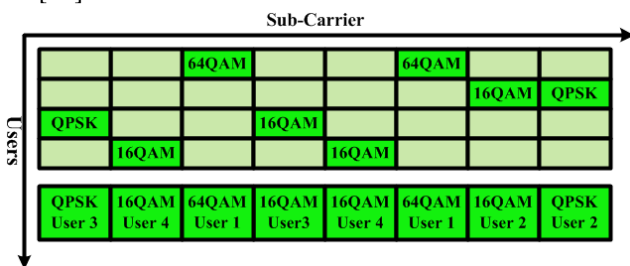 Sub-Carrier
Users
64QAM 64QAM
16QAM QPSK
QPSK 16QAM
16QAM 16QAM
QPSK 16QAM 64QAM 16QAM 16QAM 64QAM 16QAM QPSK
User 3 User 4 User 1 User3 User 4 User 1 User 2 User 2